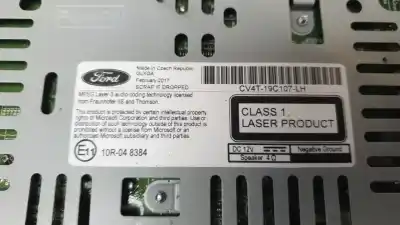 Ford
Made in Czech Republic
February 2017
SCRAP IF DROPPED
CV4T-19C107-LH
MPEG Layer-3 audio coding technology licensed
from Fraunhofer IIS and Thomson.
This product is protected by certain intellectual property
rights of Microsoft Corporation and third parties. Use or
distribution of such technology outside of this product is
prohibited without a license from Microsoft or an
authorized Microsoft subsidiary and third parties.
CLASS 1
LASER PRODUCT
E11 10R-04 8384
DC 12V
Negative Ground
Speaker 4Ω